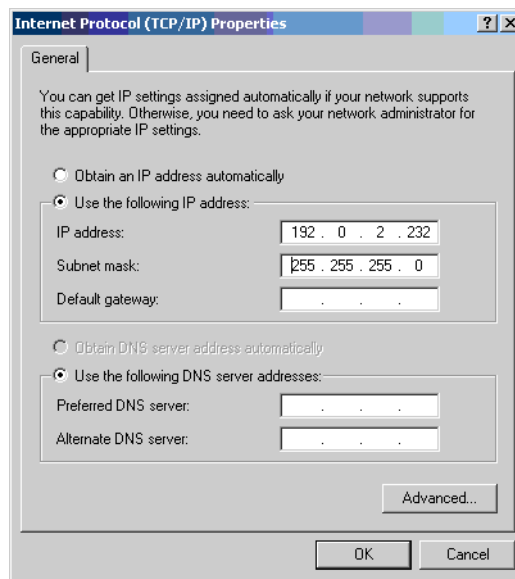 Internet Protocol (TCP/IP) Properties ? X
General
You can get IP settings assigned automatically if your network supports
this capability. Otherwise, you need to ask your network administrator for
the appropriate IP settings.
Obtain an IP address automatically
Use the following IP address:
IP address: 192 . 0 . 2 . 232
Subnet mask: 255 . 255 . 255 . 0
Default gateway: . . .
Obtain DNS server address automatically
Use the following DNS server addresses:
Preferred DNS server: . . .
Alternate DNS server: . . .
Advanced...
OK Cancel